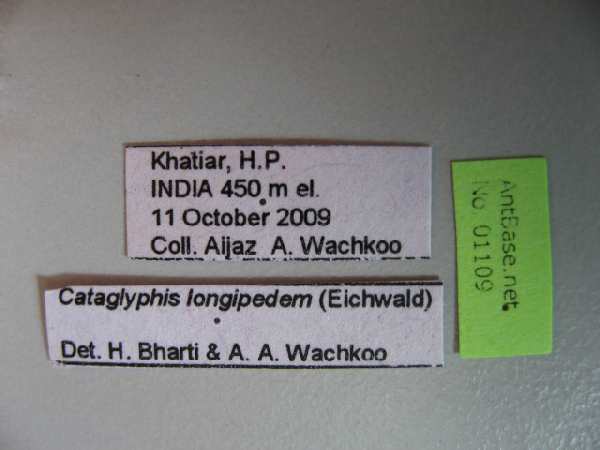 Khatiar, H.P.
INDIA 450 m el.
11 October 2009
Coll. Aijaz A. Wachkoo
Cataglyphis longipedem (Eichwald)
Det. H. Bharti & A. A. Wachkoo
AntBase.net
No. 01109